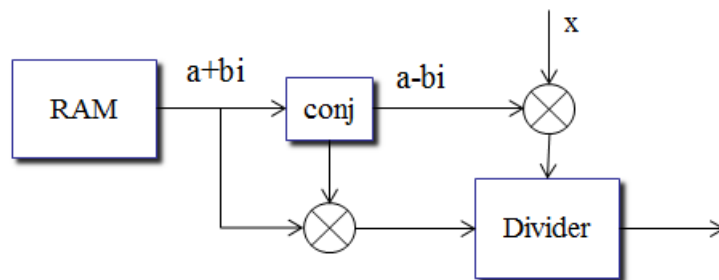 x
a+bi
a-bi
RAM
conj
Divider